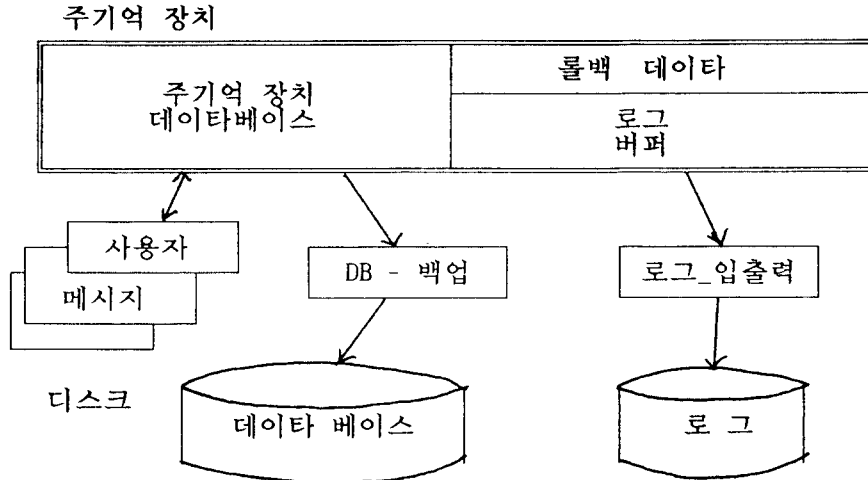 주기억 장치
주기억 장치
데이타베이스
롤백 데이타
로그
버퍼
사용자
메시지
DB - 백업
로그_입출력
디스크
데이타 베이스
로 그